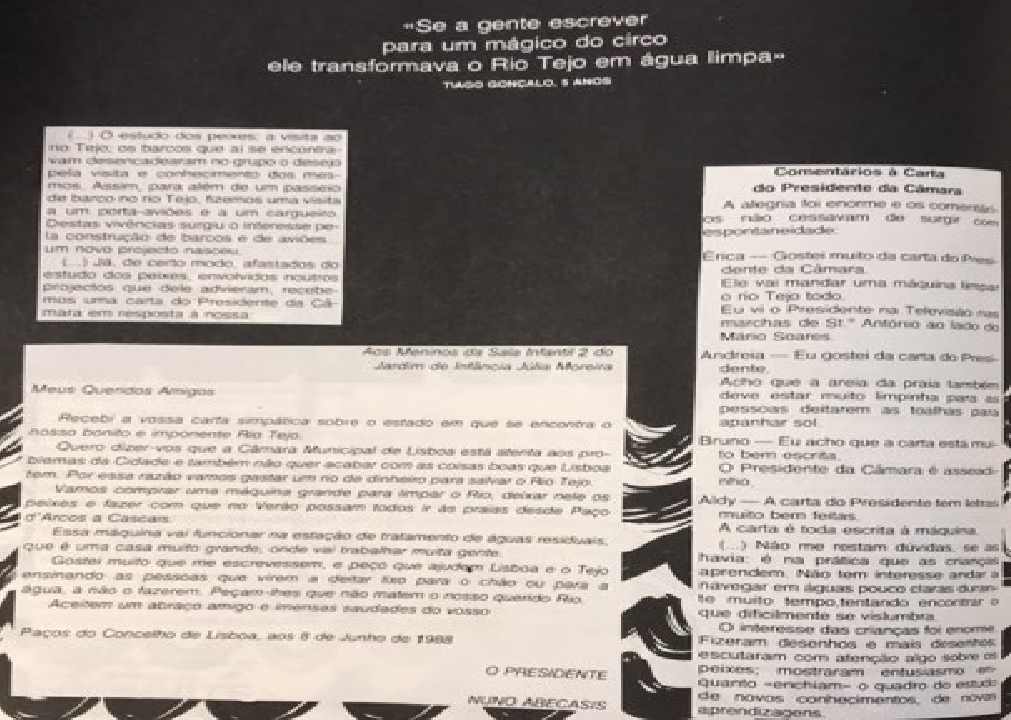 «Se a gente escrever
para um mágico do circo
ele transformava o Rio Tejo em água limpa»
TIAGO GONÇALO, 5 ANOS
(...) O estudo dos peixes; a visita ao
rio Tejo; os barcos que aí se encontra-
vam desencadearam no grupo o desejo
pela visita e conhecimento dos mes-
mos. Assim, para além de um passeio
de barco no rio Tejo, fizemos uma visita
a um porta-aviões e a um cargueiro.
Destas vivências surgiu o interesse pe-
la construção de barcos e de aviões...
um novo projecto nasceu.
(...) Já, de certo modo, afastados do
estudo dos peixes, envolvidos noutros
projectos que dele advieram, recebe-
mos uma carta do Presidente da Câ-
mara em resposta à nossa:
Aos Meninos da Sala Infantil 2 do
Jardim de Infância Júlia Moreira
Meus Queridos Amigos
Recebi a vossa carta simpática sobre o estado em que se encontra o
nosso bonito e imponente Rio Tejo.
Quero dizer-vos que a Câmara Municipal de Lisboa está atenta aos pro-
blemas da Cidade e também não quer acabar com as coisas boas que Lisboa
tem. Por essa razão vamos gastar um rio de dinheiro para salvar o Rio Tejo.
Vamos comprar uma máquina grande para limpar o Rio, deixar nele os
peixes e fazer com que no Verão possam todos ir às praias desde Paço
d'Arcos a Cascais.
Essa máquina vai funcionar na estação de tratamento de águas residuais,
que é uma casa muito grande, onde vai trabalhar muita gente.
Gostei muito que me escrevessem, e peço que ajudem Lisboa e o Tejo
ensinando as pessoas que virem a deitar lixo para o chão ou para a
água, a não o fazerem. Peçam-lhes que não matem o nosso querido Rio.
Aceitem um abraço amigo e imensas saudades do vosso
Paços do Concelho de Lisboa, aos 8 de Junho de 1988
O PRESIDENTE
NUNO ABECASIS
Comentários à Carta
do Presidente da Câmara
A alegria foi enorme e os comentári-
os não cessavam de surgir com
espontaneidade:
Erica — Gostei muito da carta do Presi-
dente da Câmara.
Ele vai mandar uma máquina limpar
o rio Tejo todo.
Eu vi o Presidente na Televisão nas
marchas de St.º António ao lado do
Mário Soares.
Andreia — Eu gostei da carta do Presi-
dente.
Acho que a areia da praia também
deve estar muito limpinha para as
pessoas deitarem as toalhas para
apanhar sol.
Bruno — Eu acho que a carta está mui-
to bem escrita.
O Presidente da Câmara é asseadi-
nho.
Aldy — A carta do Presidente tem letras
muito bem feitas.
A carta é toda escrita à máquina.
(...) Não me restam dúvidas, se as
havia: é na prática que as crianças
aprendem. Não tem interesse andar a
navegar em águas pouco claras duran-
te muito tempo, tentando encontrar o
que dificilmente se vislumbra.
O interesse das crianças foi enorme.
Fizeram desenhos e mais desenhos;
escutaram com atenção algo sobre os
peixes; mostraram entusiasmo en-
quanto «enchiam» o quadro do estudo
de novos conhecimentos, de novas
aprendizagens.